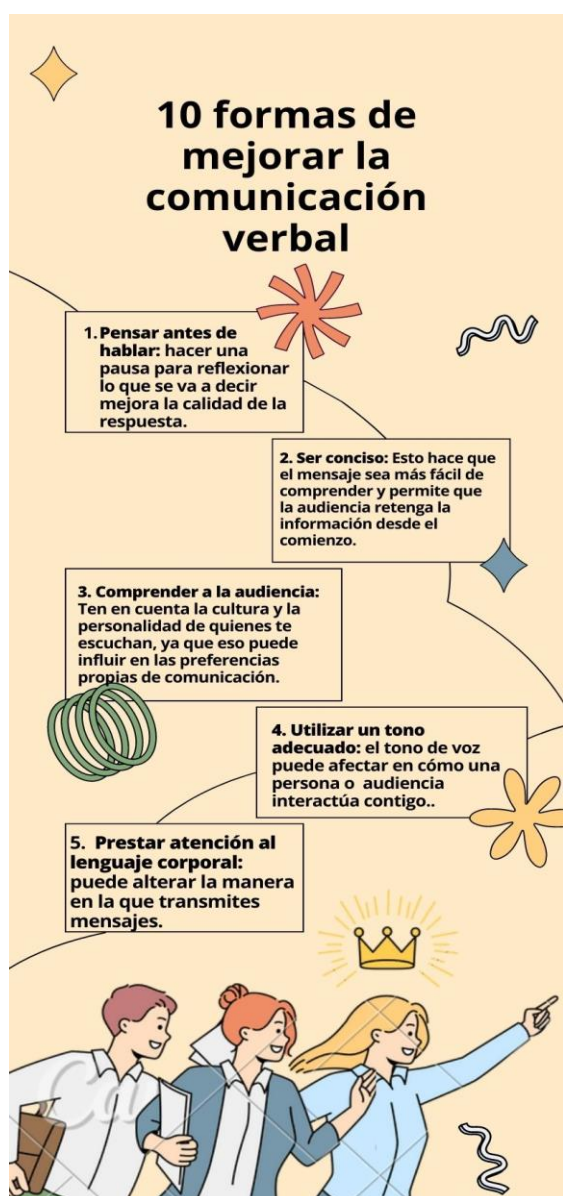 10 formas de
mejorar la
comunicación
verbal
1. Pensar antes de
hablar: hacer una
pausa para reflexionar
lo que se va a decir
mejora la calidad de la
respuesta.
2. Ser conciso: Esto hace que
el mensaje sea más fácil de
comprender y permite que
la audiencia retenga la
información desde el
comienzo.
3. Comprender a la audiencia:
Ten en cuenta la cultura y la
personalidad de quienes te
escuchan, ya que eso puede
influir en las preferencias
propias de comunicación.
4. Utilizar un tono
adecuado: el tono de voz
puede afectar en cómo una
persona o audiencia
interactúa contigo..
5. Prestar atención al
lenguaje corporal:
puede alterar la manera
en la que transmites
mensajes.